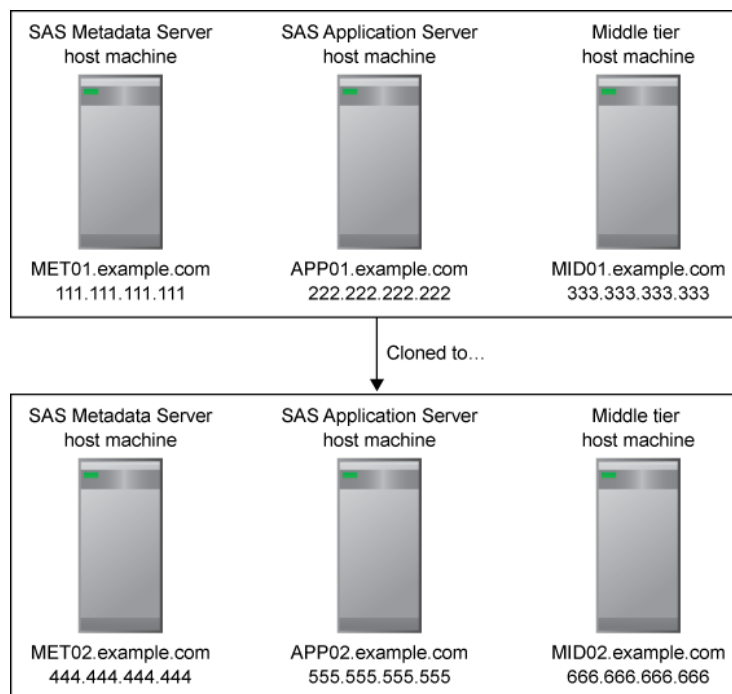 SAS Metadata Server
host machine
SAS Application Server
host machine
Middle tier
host machine
MET01.example.com
111.111.111.111
APP01.example.com
222.222.222.222
MID01.example.com
333.333.333.333
Cloned to...
SAS Metadata Server
host machine
SAS Application Server
host machine
Middle tier
host machine
MET02.example.com
444.444.444.444
APP02.example.com
555.555.555.555
MID02.example.com
666.666.666.666